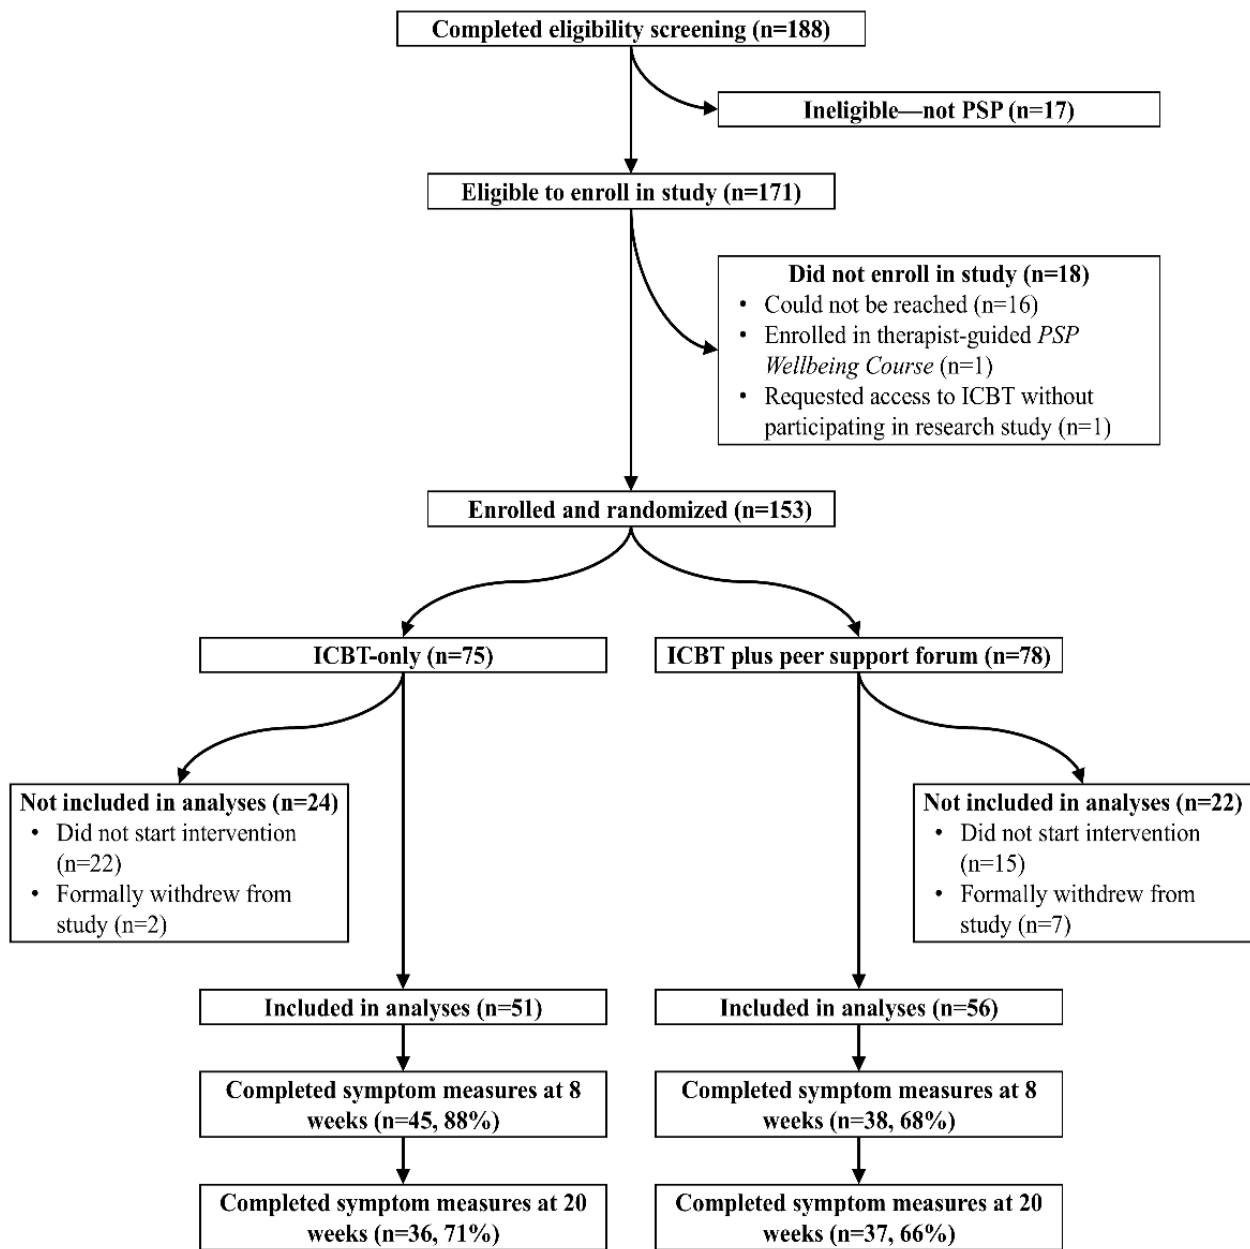 Completed eligibility screening (n=188)
Ineligible—not PSP (n=17)
Eligible to enroll in study (n=171)
Did not enroll in study (n=18)
• Could not be reached (n=16)
• Enrolled in therapist-guided PSP
Wellbeing Course (n=1)
• Requested access to ICBT without
participating in research study (n=1)
Enrolled and randomized (n=153)
ICBT-only (n=75)
ICBT plus peer support forum (n=78)
Not included in analyses (n=24)
• Did not start intervention
(n=22)
• Formally withdrew from
study (n=2)
Not included in analyses (n=22)
• Did not start intervention
(n=15)
• Formally withdrew from
study (n=7)
Included in analyses (n=51)
Included in analyses (n=56)
Completed symptom measures at 8
weeks (n=45, 88%)
Completed symptom measures at 8
weeks (n=38, 68%)
Completed symptom measures at 20
weeks (n=36, 71%)
Completed symptom measures at 20
weeks (n=37, 66%)